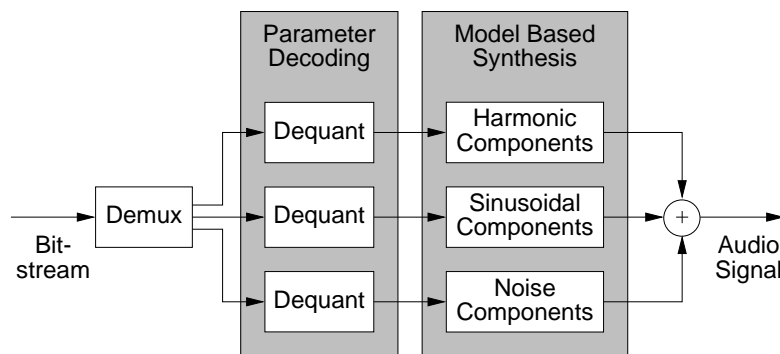 Parameter
Decoding
Model Based
Synthesis
Dequant
Harmonic
Components
Demux
Dequant
Sinusoidal
Components
+
Bit-
stream
Audio
Signal
Dequant
Noise
Components